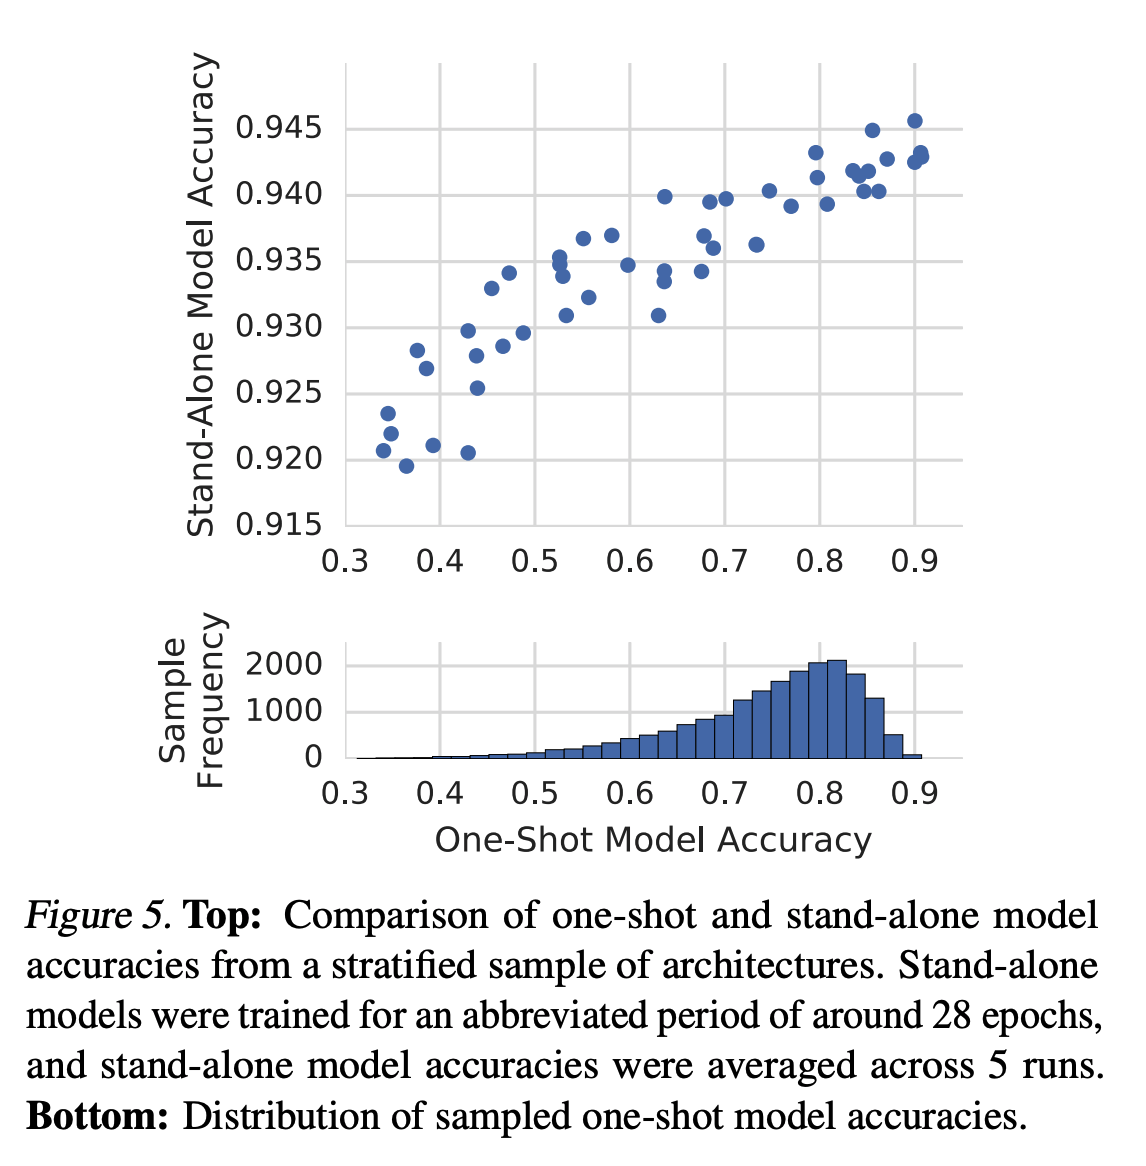 Stand-Alone Model Accuracy
0.945
0.940
0.935
0.930
0.925
0.920
0.915
0.3 0.4 0.5 0.6 0.7 0.8 0.9
Sample
Frequency
2000
1000
0
0.3 0.4 0.5 0.6 0.7 0.8 0.9
One-Shot Model Accuracy
Figure 5. Top: Comparison of one-shot and stand-alone model
accuracies from a stratified sample of architectures. Stand-alone
models were trained for an abbreviated period of around 28 epochs,
and stand-alone model accuracies were averaged across 5 runs.
Bottom: Distribution of sampled one-shot model accuracies.